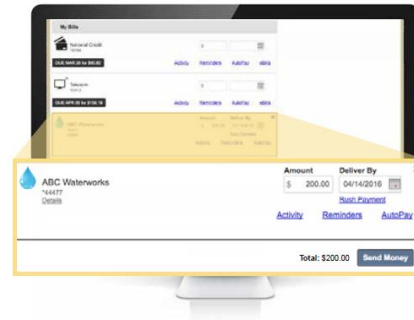 My Bills
National Credit
DUE MAR 28 for $60.82
Activity Reminders AutoPay eBills
Telecom
DUE APR 20 for $156.19
Activity Reminders AutoPay eBills
ABC Waterworks
Amount Deliver By
ABC Waterworks
*44477
Details
Amount Deliver By
$ 200.00 04/14/2016
Rush Payment
Activity Reminders AutoPay
Total: $200.00 Send Money